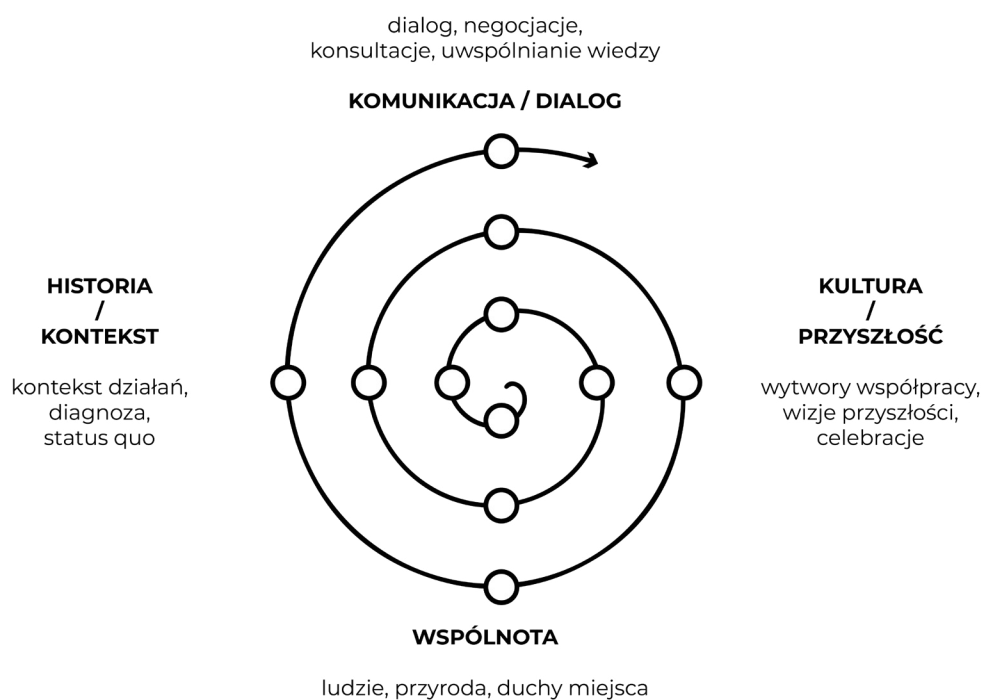 dialog, negocjacje,
konsultacje, uwspólnianie wiedzy
KOMUNIKACJA / DIALOG
HISTORIA
/
KONTEKST
kontekst działań,
diagnoza,
status quo
KULTURA
/
PRZYSZŁOŚĆ
wytwory współpracy,
wizje przyszłości,
celebracje
WSPÓLNOTA
ludzie, przyroda, duchy miejsca